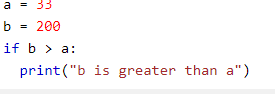 a = 33
b = 200
if b > a:
  print("b is greater than a")